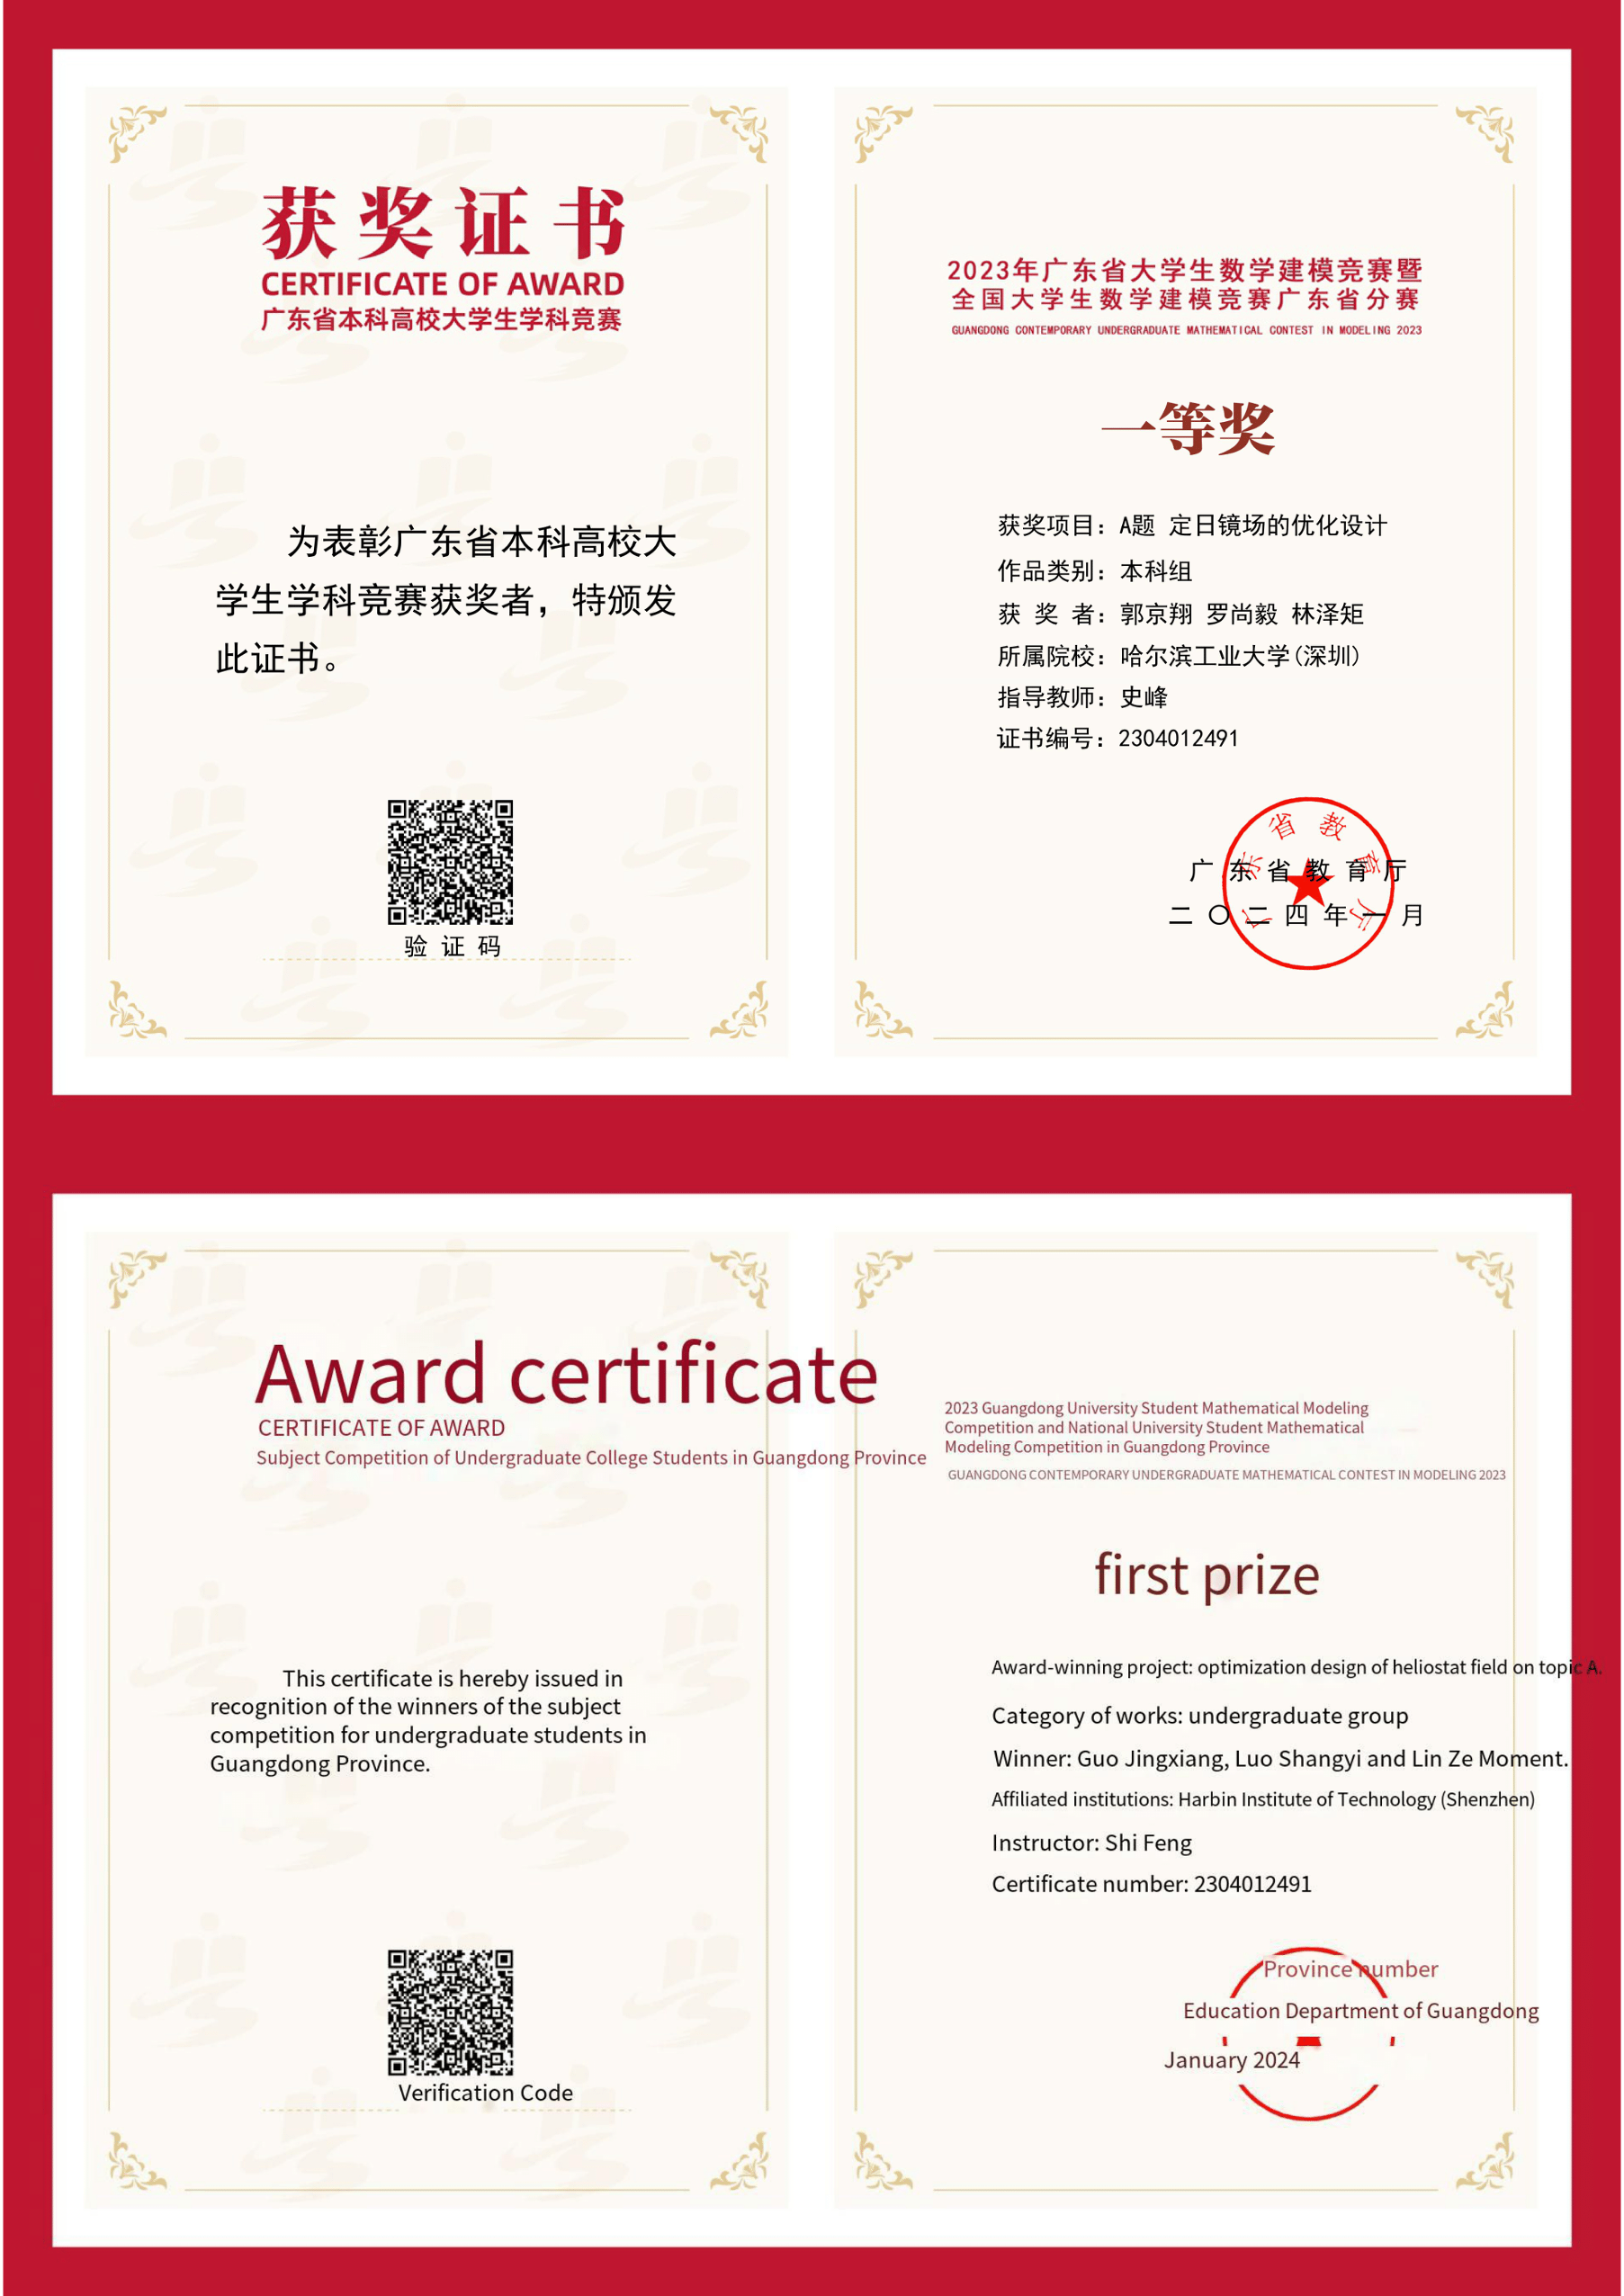 获奖证书
CERTIFICATE OF AWARD
广东省本科高校大学生学科竞赛
为表彰广东省本科高校大
学生学科竞赛获奖者，特颁发
此证书。
验 证 码
2023年广东省大学生数学建模竞赛暨
全国大学生数学建模竞赛广东省分赛
GUANGDONG CONTEMPORARY UNDERGRADUATE MATHEMATICAL CONTEST IN MODELING 2023
一等奖
获奖项目：A题 定日镜场的优化设计
作品类别：本科组
获 奖 者：郭京翔 罗尚毅 林泽矩
所属院校：哈尔滨工业大学(深圳)
指导教师：史峰
证书编号：2304012491
广东省教育厅
广 东 省 教 育 厅
二 〇 二 四 年 一 月
Award certificate
CERTIFICATE OF AWARD
Subject Competition of Undergraduate College Students in Guangdong Province
This certificate is hereby issued in
recognition of the winners of the subject
competition for undergraduate students in
Guangdong Province.
Verification Code
2023 Guangdong University Student Mathematical Modeling
Competition and National University Student Mathematical
Modeling Competition in Guangdong Province
GUANGDONG CONTEMPORARY UNDERGRADUATE MATHEMATICAL CONTEST IN MODELING 2023
first prize
Award-winning project: optimization design of heliostat field on topic A.
Category of works: undergraduate group
Winner: Guo Jingxiang, Luo Shangyi and Lin Ze Moment.
Affiliated institutions: Harbin Institute of Technology (Shenzhen)
Instructor: Shi Feng
Certificate number: 2304012491
Province number
Education Department of Guangdong
January 2024